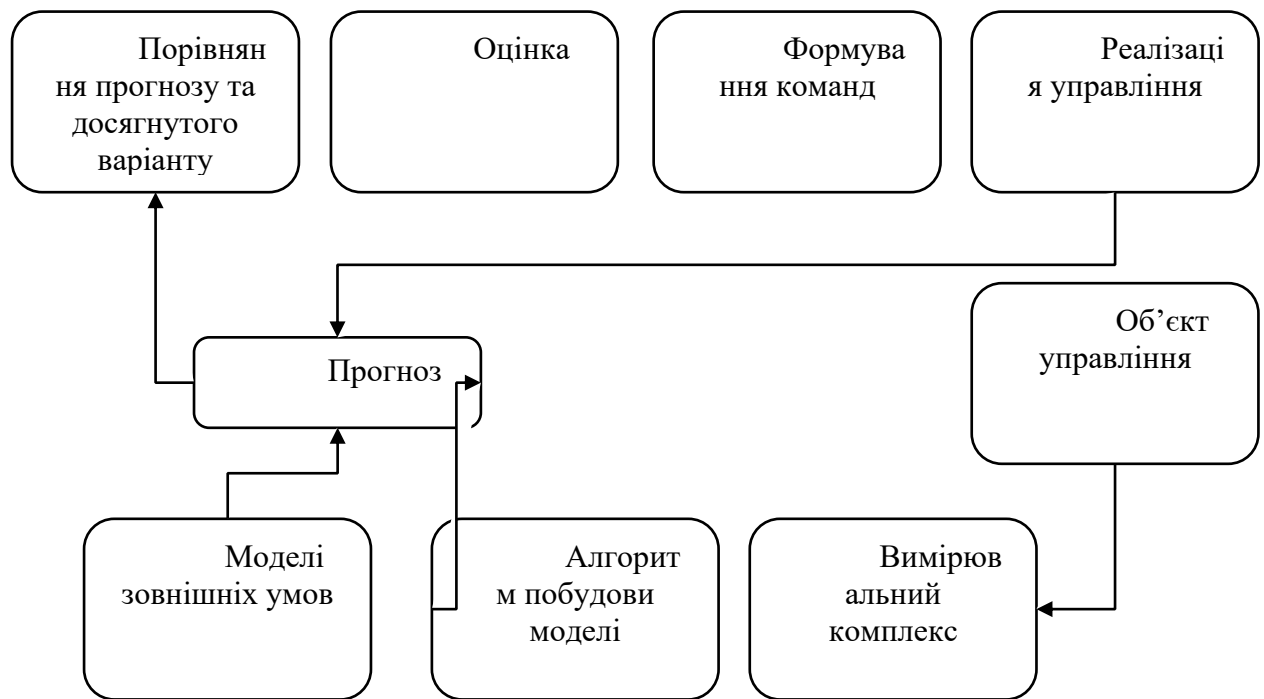 Порівнян
ня прогнозу та
досягнутого
варіанту
Оцінка
Формува
ння команд
Реалізаці
я управління
Об’єкт
управління
Прогноз
Моделі
зовнішніх умов
Алгорит
м побудови
моделі
Вимірюв
альний
комплекс